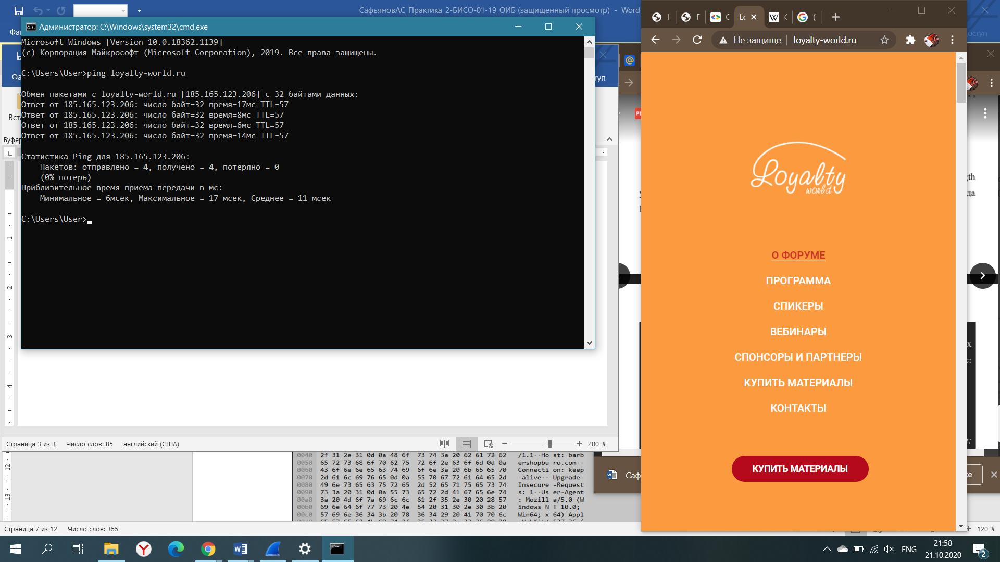 СафьяновАС_Практика_2-БИСО-01-19_ОИБ (защищенный просмотр) - Word
Администратор: C:\Windows\system32\cmd.exe
Microsoft Windows [Version 10.0.18362.1139]
(c) Корпорация Майкрософт (Microsoft Corporation), 2019. Все права защищены.
C:\Users\User>ping loyalty-world.ru
Обмен пакетами с loyalty-world.ru [185.165.123.206] с 32 байтами данных:
Ответ от 185.165.123.206: число байт=32 время=17мс TTL=57
Ответ от 185.165.123.206: число байт=32 время=8мс TTL=57
Ответ от 185.165.123.206: число байт=32 время=6мс TTL=57
Ответ от 185.165.123.206: число байт=32 время=14мс TTL=57
Статистика Ping для 185.165.123.206:
Пакетов: отправлено = 4, получено = 4, потеряно = 0
(0% потерь)
Приблизительное время приема-передачи в мс:
Минимальное = 6мсек, Максимальное = 17 мсек, Среднее = 11 мсек
C:\Users\User>
Не защищен
loyalty-world.ru
Loyalty
world
О ФОРУМЕ
ПРОГРАММА
СПИКЕРЫ
ВЕБИНАРЫ
СПОНСОРЫ И ПАРТНЕРЫ
КУПИТЬ МАТЕРИАЛЫ
КОНТАКТЫ
КУПИТЬ МАТЕРИАЛЫ
Страница 3 из 3 Число слов: 85 английский (США) 200 %
0040 2f 31 2e 31 0d 0a 48 6f 73 74 3a 20 62 61 72 62 /1.1··Ho st: barb
0050 65 72 73 68 6f 70 62 75 72 6f 2e 63 6f 6d 0d 0a ershopbu ro.com··
0060 43 6f 6e 6e 65 63 74 69 6f 6e 3a 20 6b 65 65 70 Connecti on: keep
0070 2d 61 6c 69 76 65 0d 0a 55 70 67 72 61 64 65 2d -alive·· Upgrade-
0080 49 6e 73 65 63 75 72 65 2d 52 65 71 75 65 73 74 Insecure -Request
0090 73 3a 20 31 0d 0a 55 73 65 72 2d 41 67 65 6e 74 s: 1··Us er-Agent
00a0 3a 20 4d 6f 7a 69 6c 6c 61 2f 35 2e 30 20 28 57 : Mozill a/5.0 (W
00b0 69 6e 64 6f 77 73 20 4e 54 20 31 30 2e 30 3b 20 indows N T 10.0;
00c0 57 69 6e 36 34 3b 20 78 36 34 29 20 41 70 70 6c Win64; x 64) Appl
Страница 7 из 12 Число слов: 355 120 %
ENG
21:58
21.10.2020
2